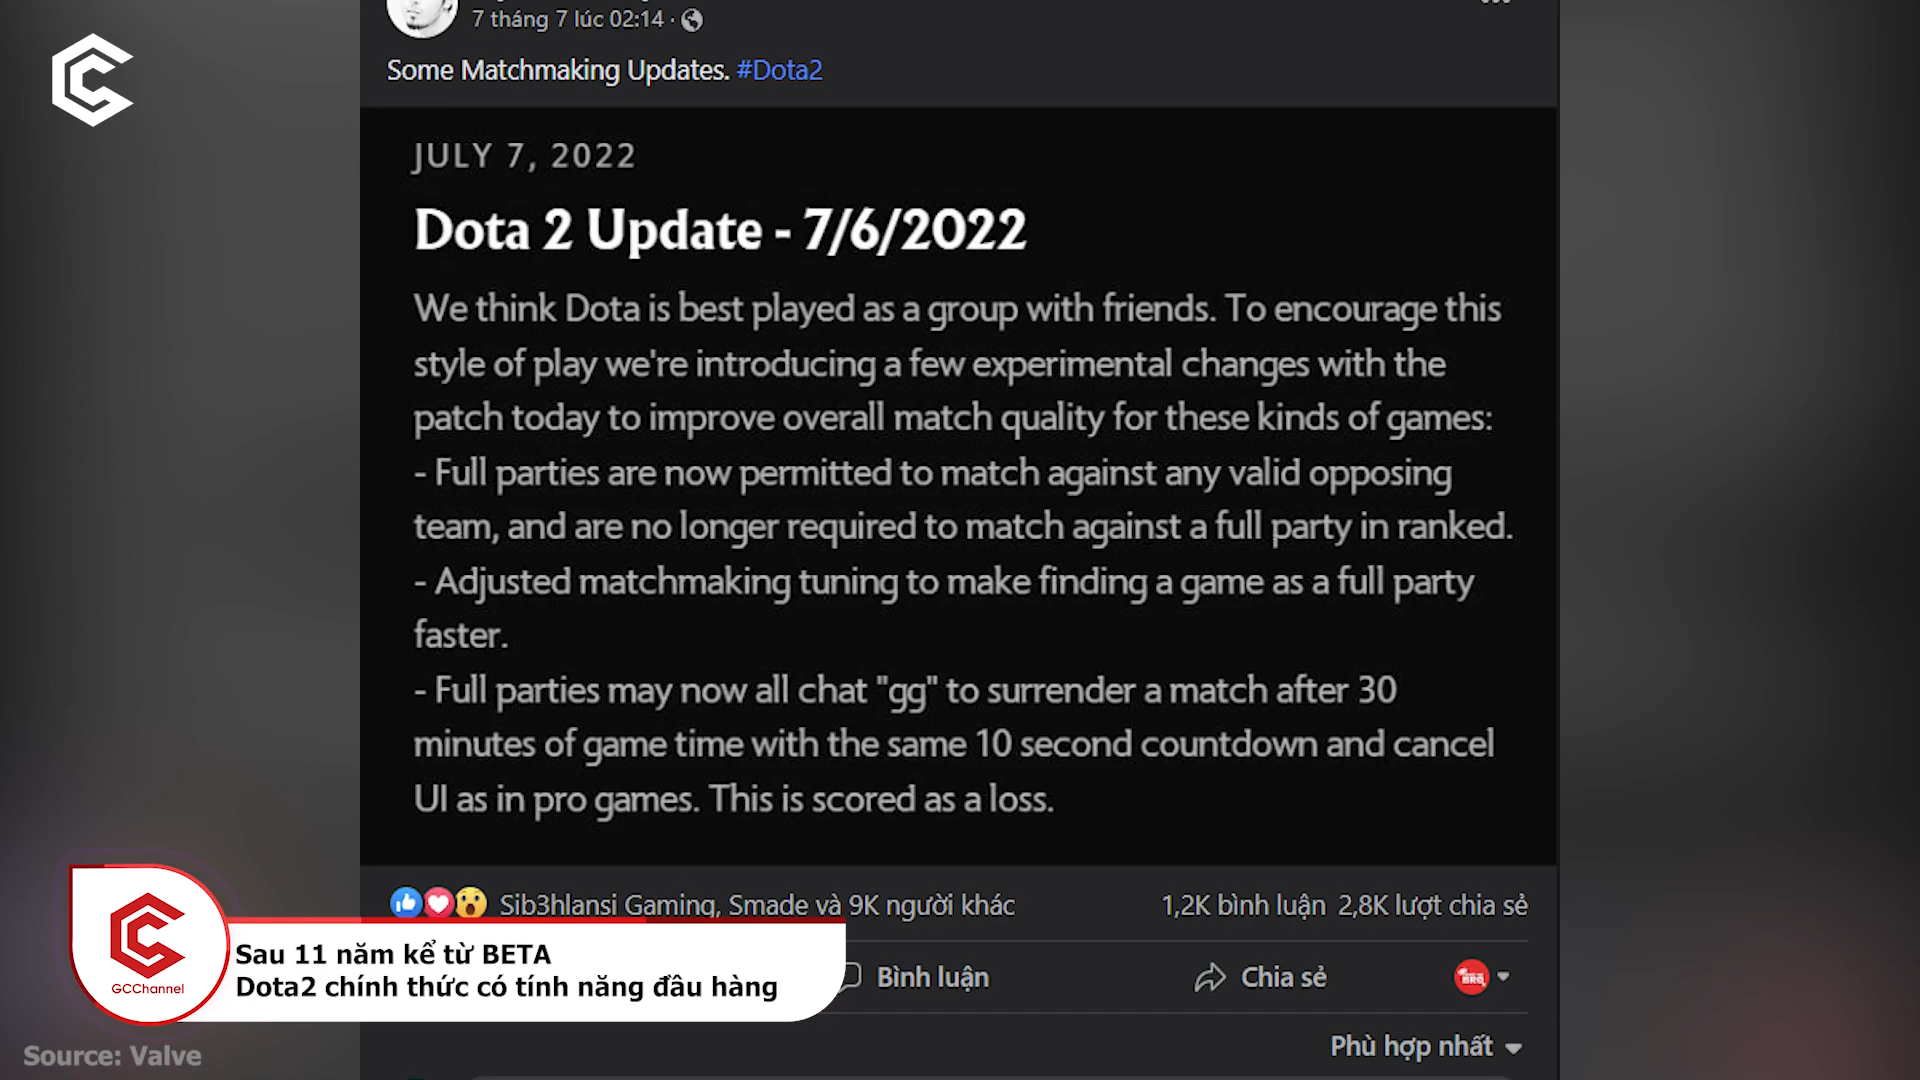 7 tháng 7 lúc 02:14 ·
Some Matchmaking Updates. #Dota2
JULY 7, 2022
Dota 2 Update - 7/6/2022
We think Dota is best played as a group with friends. To encourage this
style of play we're introducing a few experimental changes with the
patch today to improve overall match quality for these kinds of games:
- Full parties are now permitted to match against any valid opposing
team, and are no longer required to match against a full party in ranked.
- Adjusted matchmaking tuning to make finding a game as a full party
faster.
- Full parties may now all chat "gg" to surrender a match after 30
minutes of game time with the same 10 second countdown and cancel
UI as in pro games. This is scored as a loss.
Sib3hlansi Gaming, Smade và 9K người khác
1,2K bình luận 2,8K lượt chia sẻ
Bình luận
Chia sẻ
BRO
Phù hợp nhất
GCChannel
Sau 11 năm kể từ BETA
Dota2 chính thức có tính năng đầu hàng
Source: Valve